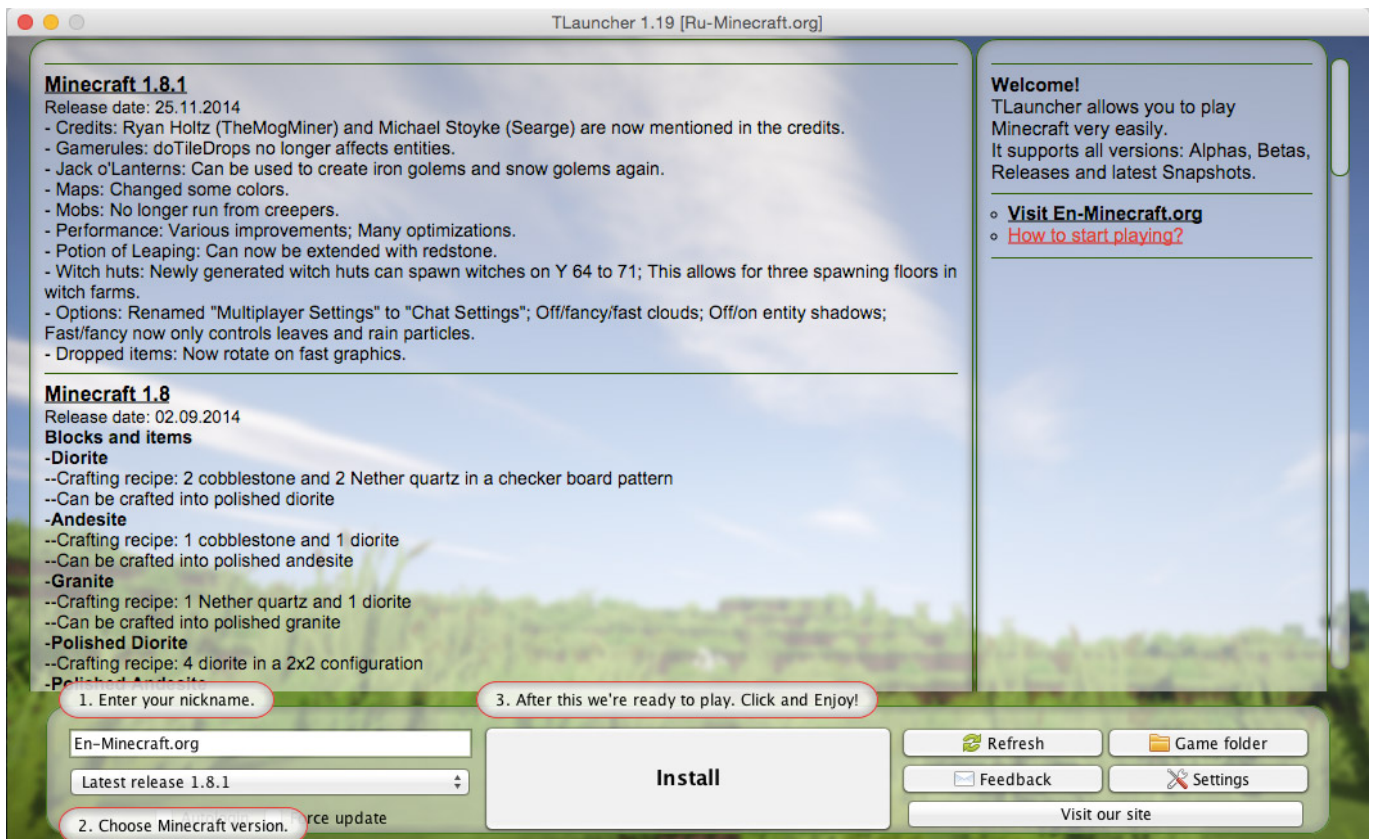 TLauncher 1.19 [Ru-Minecraft.org]
Minecraft 1.8.1
Release date: 25.11.2014
- Credits: Ryan Holtz (TheMogMiner) and Michael Stoyke (Searge) are now mentioned in the credits.
- Gamerules: doTileDrops no longer affects entities.
- Jack o'Lanterns: Can be used to create iron golems and snow golems again.
- Maps: Changed some colors.
- Mobs: No longer run from creepers.
- Performance: Various improvements; Many optimizations.
- Potion of Leaping: Can now be extended with redstone.
- Witch huts: Newly generated witch huts can spawn witches on Y 64 to 71; This allows for three spawning floors in
witch farms.
- Options: Renamed "Multiplayer Settings" to "Chat Settings"; Off/fancy/fast clouds; Off/on entity shadows;
Fast/fancy now only controls leaves and rain particles.
- Dropped items: Now rotate on fast graphics.
Minecraft 1.8
Release date: 02.09.2014
Blocks and items
-Diorite
--Crafting recipe: 2 cobblestone and 2 Nether quartz in a checker board pattern
--Can be crafted into polished diorite
-Andesite
--Crafting recipe: 1 cobblestone and 1 diorite
--Can be crafted into polished andesite
-Granite
--Crafting recipe: 1 Nether quartz and 1 diorite
--Can be crafted into polished granite
-Polished Diorite
--Crafting recipe: 4 diorite in a 2x2 configuration
-Polished Andesite
Welcome!
TLauncher allows you to play
Minecraft very easily.
It supports all versions: Alphas, Betas,
Releases and latest Snapshots.
Visit En-Minecraft.org
How to start playing?
1. Enter your nickname.
En-Minecraft.org
Latest release 1.8.1
2. Choose Minecraft version.
update
3. After this we're ready to play. Click and Enjoy!
Install
Refresh
Game folder
Feedback
Settings
Visit our site